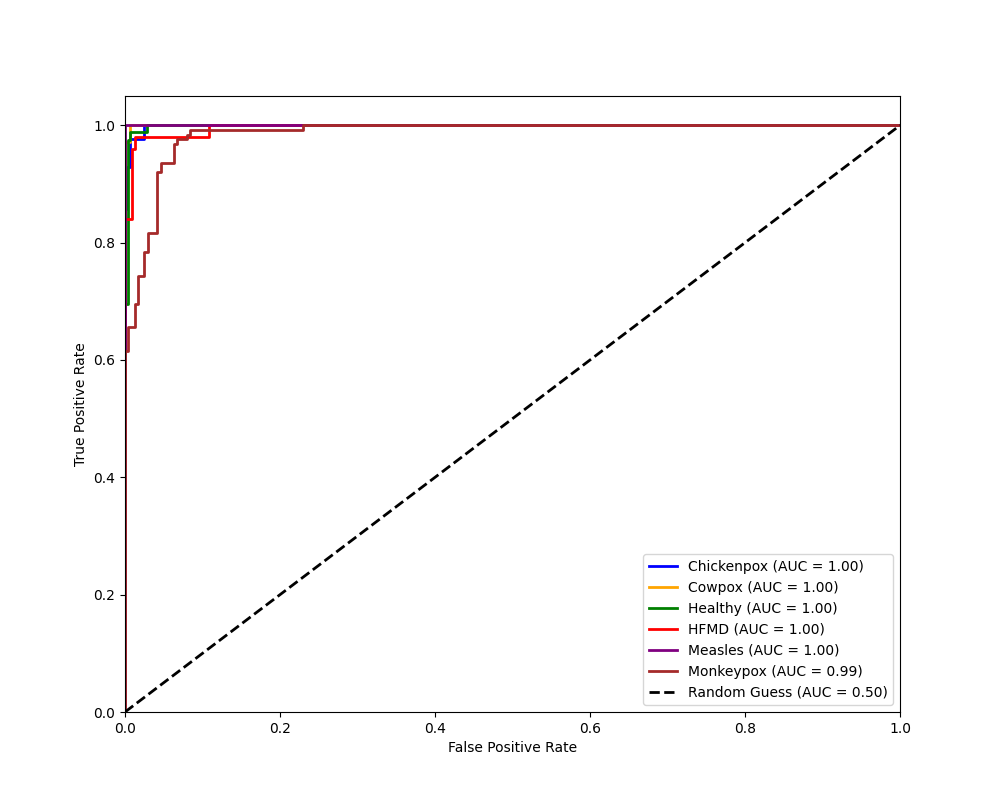 1.0
0.8
0.6
0.4
0.2
0.0
True Positive Rate
0.0 0.2 0.4 0.6 0.8 1.0
False Positive Rate
Chickenpox (AUC = 1.00)
Cowpox (AUC = 1.00)
Healthy (AUC = 1.00)
HFMD (AUC = 1.00)
Measles (AUC = 1.00)
Monkeypox (AUC = 0.99)
Random Guess (AUC = 0.50)